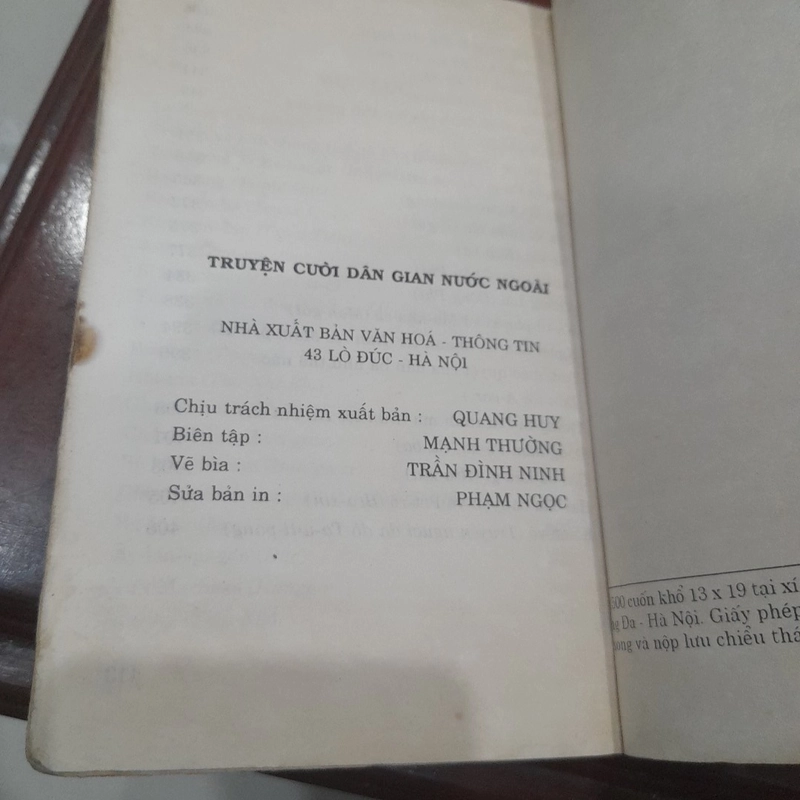 TRUYỆN CƯỜI DÂN GIAN NƯỚC NGOÀI
NHÀ XUẤT BẢN VĂN HOÁ - THÔNG TIN
43 LÒ ĐÚC - HÀ NỘI
Chịu trách nhiệm xuất bản : QUANG HUY
Biên tập : MẠNH THƯỜNG
Vẽ bìa : TRẦN ĐÌNH NINH
Sửa bản in : PHẠM NGỌC
cuốn khổ 13 x 19 tại xí
Đa - Hà Nội. Giấy phép
và nộp lưu chiểu